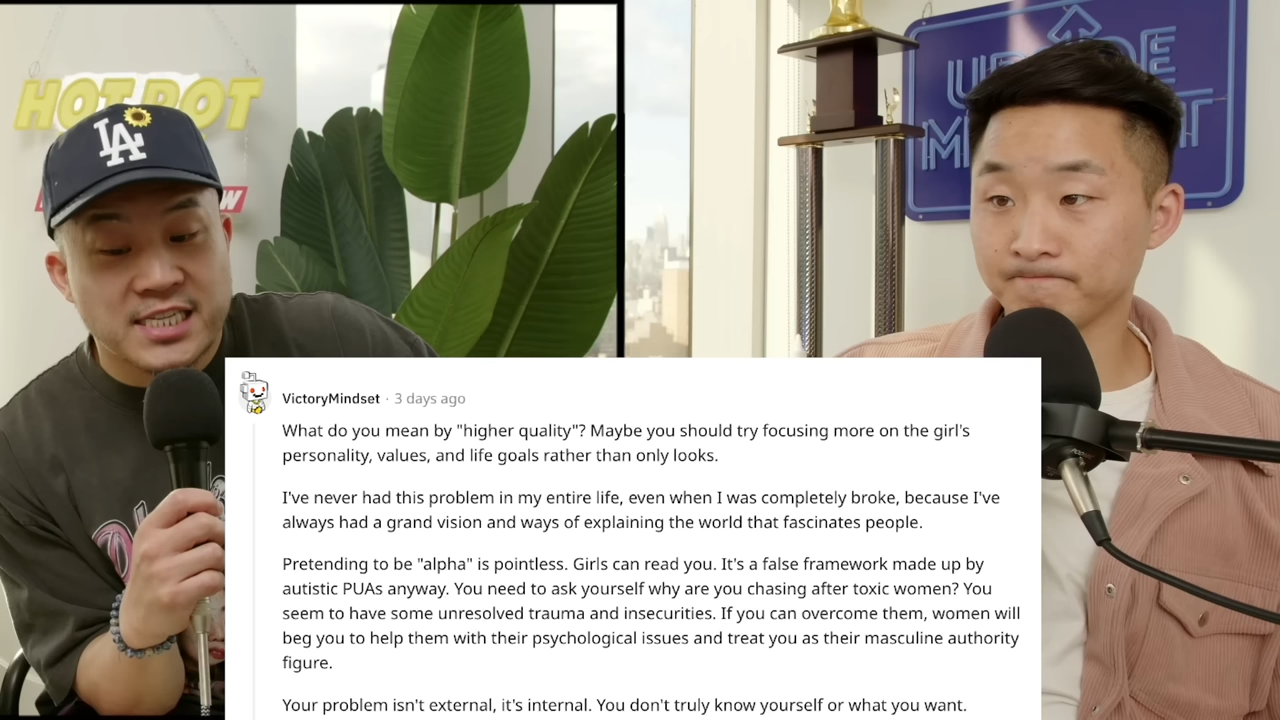 HOT POT
LA
VictoryMindset · 3 days ago
What do you mean by "higher quality"? Maybe you should try focusing more on the girl's
personality, values, and life goals rather than only looks.
I've never had this problem in my entire life, even when I was completely broke, because I've
always had a grand vision and ways of explaining the world that fascinates people.
Pretending to be "alpha" is pointless. Girls can read you. It's a false framework made up by
autistic PUAs anyway. You need to ask yourself why are you chasing after toxic women? You
seem to have some unresolved trauma and insecurities. If you can overcome them, women will
beg you to help them with their psychological issues and treat you as their masculine authority
figure.
Your problem isn't external, it's internal. You don't truly know yourself or what you want.